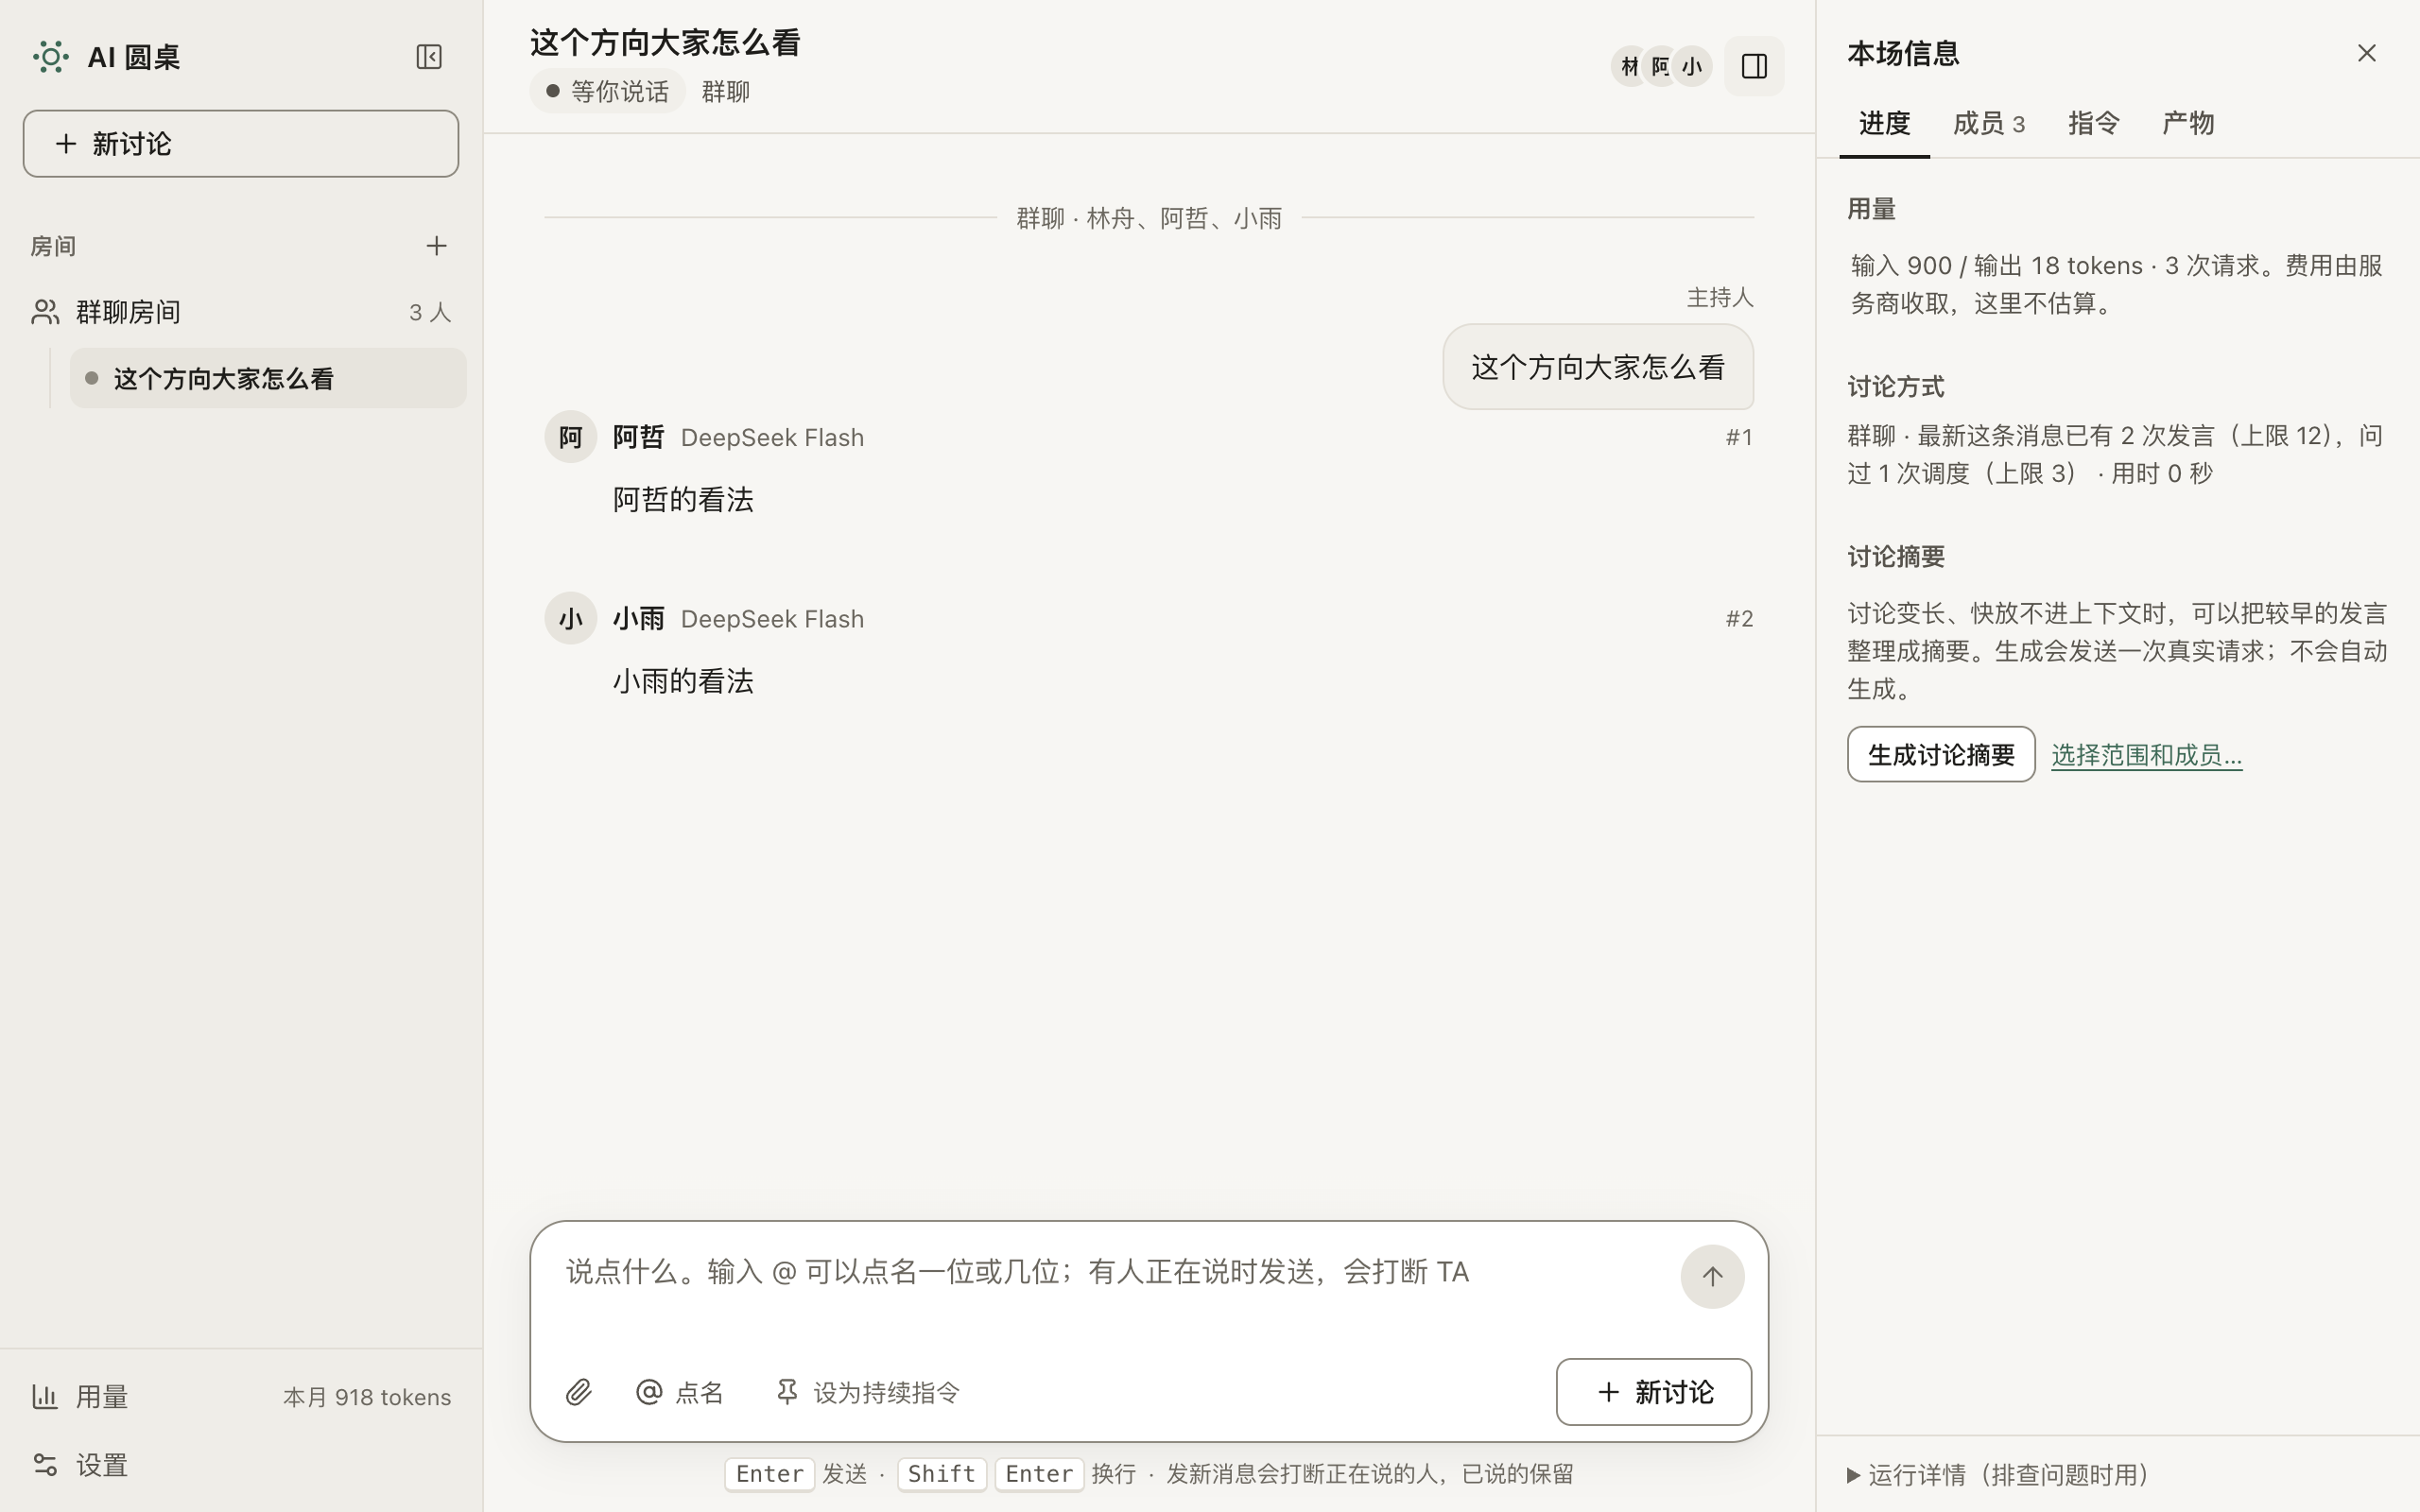 AI 圆桌
新讨论
房间
群聊房间
3 人
这个方向大家怎么看
用量
本月 918 tokens
设置
这个方向大家怎么看
等你说话
群聊
林
阿
小
群聊 · 林舟、阿哲、小雨
主持人
这个方向大家怎么看
阿
阿哲 DeepSeek Flash
#1
阿哲的看法
小
小雨 DeepSeek Flash
#2
小雨的看法
说点什么。输入 @ 可以点名一位或几位；有人正在说时发送，会打断 TA
点名
设为持续指令
新讨论
Enter 发送 · Shift Enter 换行 · 发新消息会打断正在说的人，已说的保留
本场信息
进度
成员 3
指令
产物
用量
输入 900 / 输出 18 tokens · 3 次请求。费用由服
务商收取，这里不估算。
讨论方式
群聊 · 最新这条消息已有 2 次发言（上限 12），问
过 1 次调度（上限 3） · 用时 0 秒
讨论摘要
讨论变长、快放不进上下文时，可以把较早的发言
整理成摘要。生成会发送一次真实请求；不会自动
生成。
生成讨论摘要
选择范围和成员…
运行详情（排查问题时用）